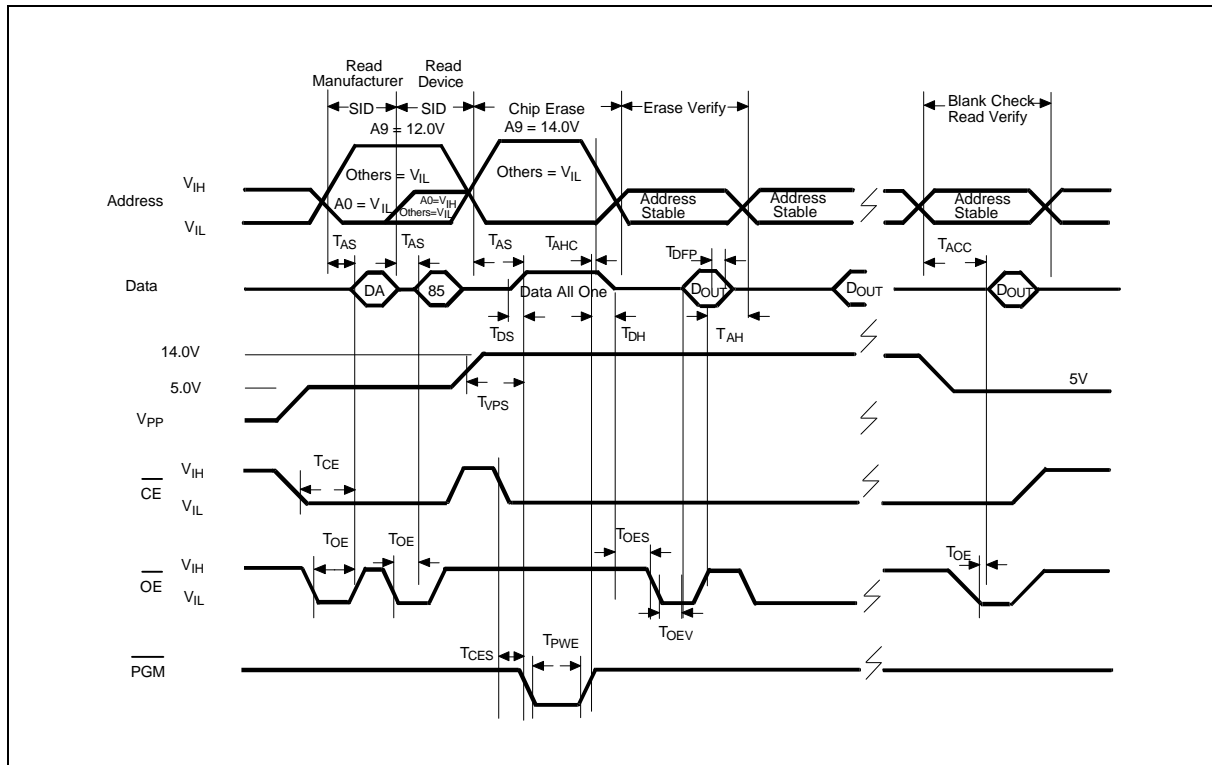 Read Manufacturer
Read Device
SID
SID
Chip Erase
Erase Verify
Blank Check
Read Verify
A9 = 12.0V
A9 = 14.0V
Others = VIL
Others = VIL
Address
VIH
VIL
A0 = VIL
A0=VIH
Others=VIL
Address Stable
Address Stable
Address Stable
TAS
TAS
TAS
TAHC
TDFP
TACC
Data
DA
85
Data All One
DOUT
DOUT
DOUT
TDS
TDH
TAH
14.0V
5.0V
5V
VPP
TVPS
CE
VIH
VIL
TCE
OE
VIH
VIL
TOE
TOE
TOES
TOE
TOEV
PGM
TCES
TPWE